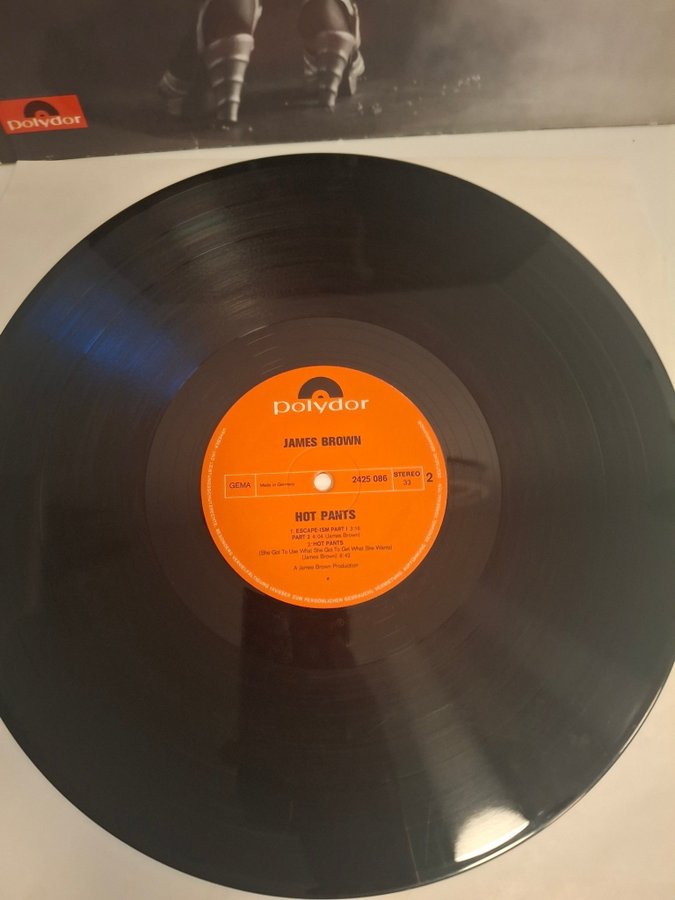 polydor
polydor
JAMES BROWN
GEMA
Made in Germany
2425 086
STEREO
33
2
HOT PANTS
1. ESCAPE-ISM PART 1 3:16
PART 2 4:04 (James Brown)
2. HOT PANTS
(She Got To Use What She Got To Get What She Wants)
(James Brown) 8:42
A James Brown Production